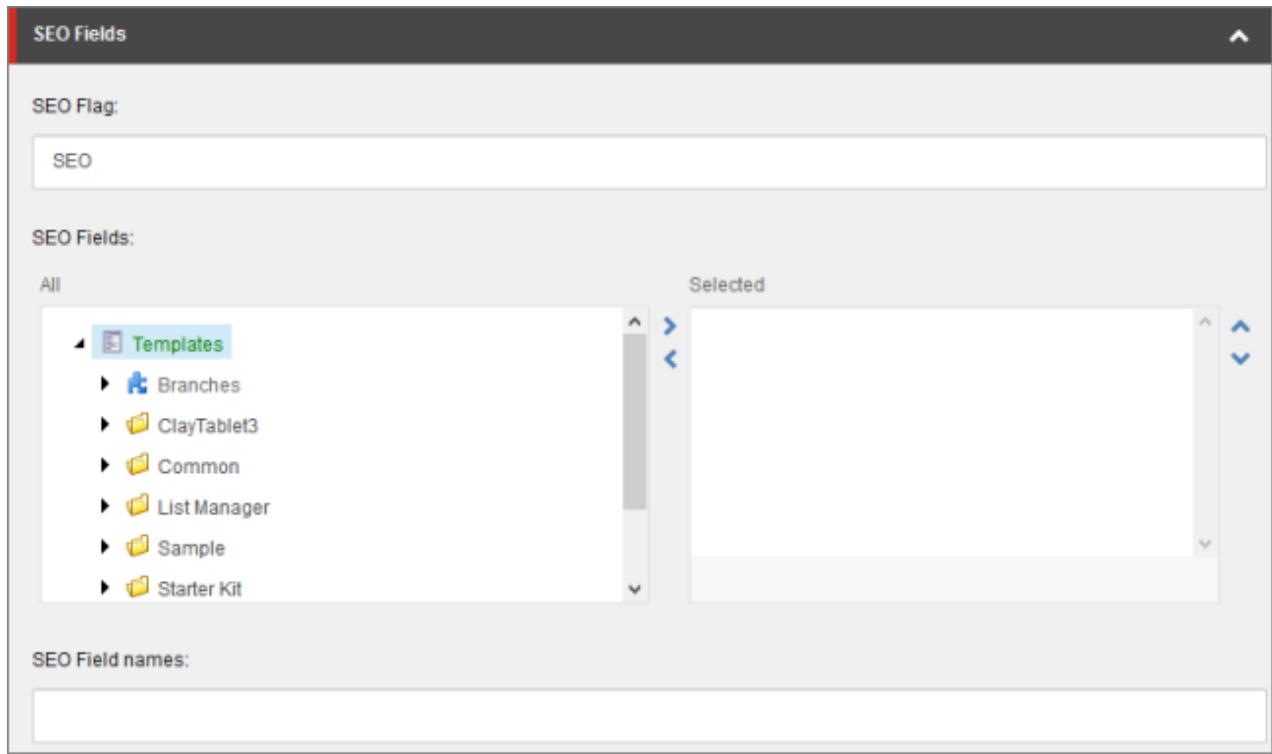 SEO Fields
SEO Flag:
SEO
SEO Fields:
All
Selected
Templates
Branches
ClayTablet3
Common
List Manager
Sample
Starter Kit
SEO Field names: